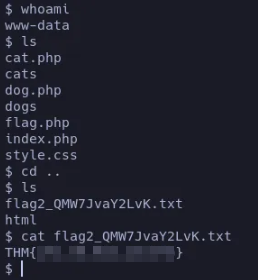 $ whoami
www-data
$ ls
cat.php
cats
dog.php
dogs
flag.php
index.php
style.css
$ cd ..
$ ls
flag2_QMW7JvaY2LvK.txt
html
$ cat flag2_QMW7JvaY2LvK.txt
THM{}
$